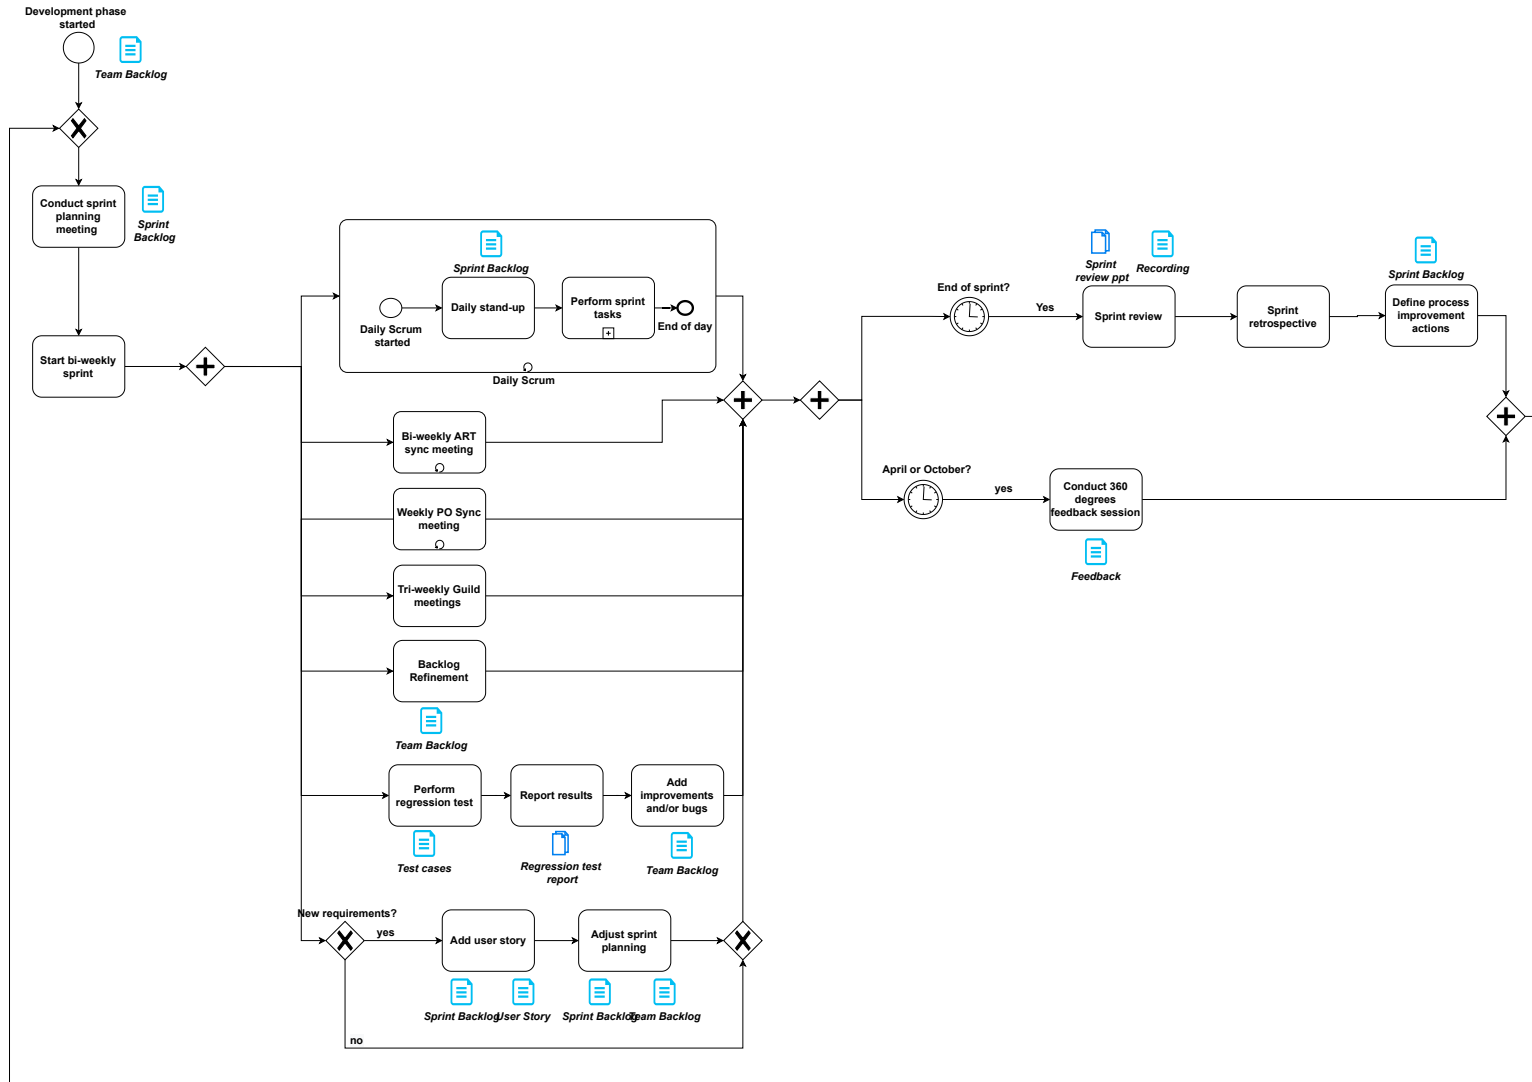 Development phase
started
Team Backlog
Conduct sprint
planning
meeting
Sprint
Backlog
Start bi-weekly
sprint
Sprint Backlog
Daily Scrum
started
Daily stand-up
Perform sprint
tasks
End of day
Daily Scrum
Bi-weekly ART
sync meeting
Weekly PO Sync
meeting
Tri-weekly Guild
meetings
Backlog
Refinement
Team Backlog
Perform
regression test
Test cases
Report results
Regression test
report
Add
improvements
and/or bugs
Team Backlog
New requirements?
yes
no
Add user story
Sprint Backlog
User Story
Adjust sprint
planning
Sprint Backlog
Team Backlog
End of sprint?
Yes
Sprint
review ppt
Recording
Sprint review
Sprint
retrospective
Sprint Backlog
Define process
improvement
actions
April or October?
yes
Conduct 360
degrees
feedback session
Feedback